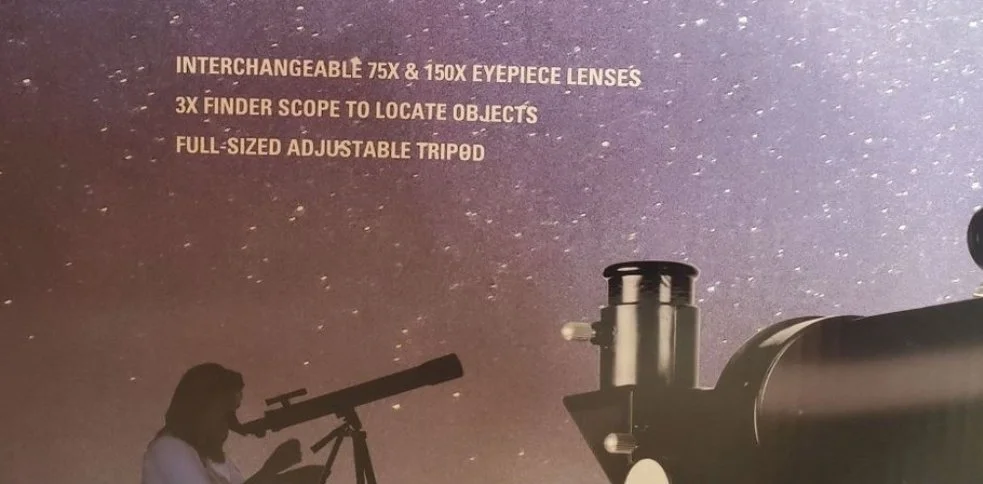 INTERCHANGEABLE 75X & 150X EYEPIECE LENSES
3X FINDER SCOPE TO LOCATE OBJECTS
FULL-SIZED ADJUSTABLE TRIPOD